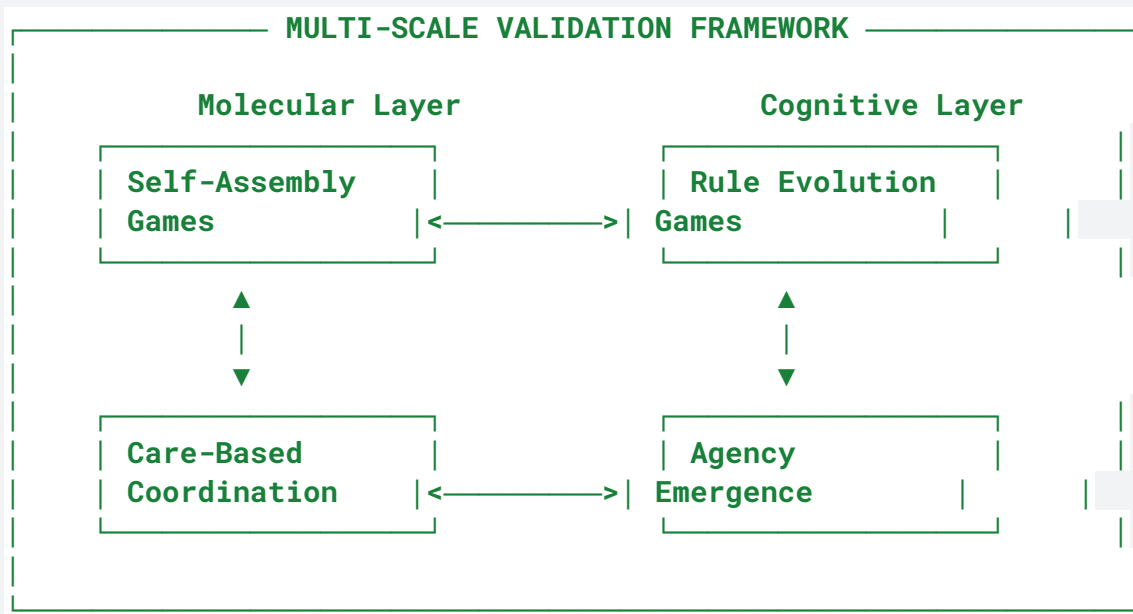 MULTI-SCALE VALIDATION FRAMEWORK
Molecular Layer Cognitive Layer
Self-Assembly Rule Evolution
Games <────────>| Games
Care-Based Agency
Coordination <────────>| Emergence